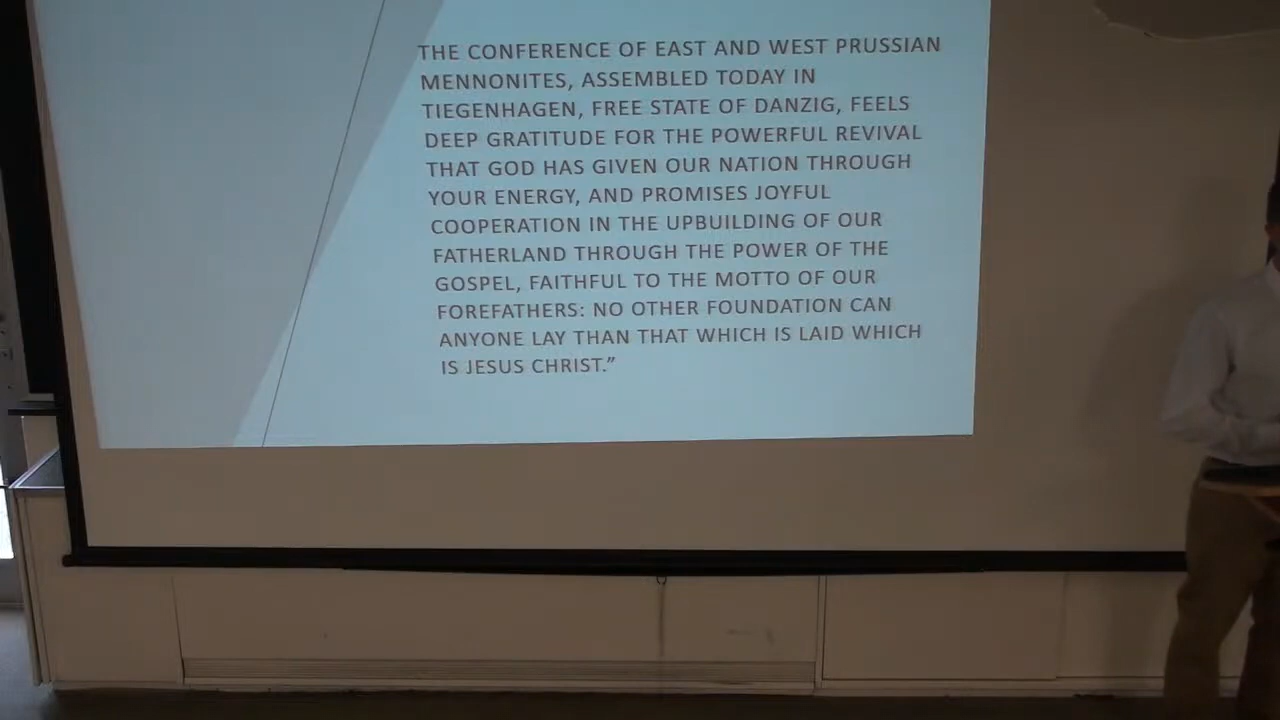 THE CONFERENCE OF EAST AND WEST PRUSSIAN
MENNONITES, ASSEMBLED TODAY IN
TIEGENHAGEN, FREE STATE OF DANZIG, FEELS
DEEP GRATITUDE FOR THE POWERFUL REVIVAL
THAT GOD HAS GIVEN OUR NATION THROUGH
YOUR ENERGY, AND PROMISES JOYFUL
COOPERATION IN THE UPBUILDING OF OUR
FATHERLAND THROUGH THE POWER OF THE
GOSPEL, FAITHFUL TO THE MOTTO OF OUR
FOREFATHERS: NO OTHER FOUNDATION CAN
ANYONE LAY THAN THAT WHICH IS LAID WHICH
IS JESUS CHRIST.”